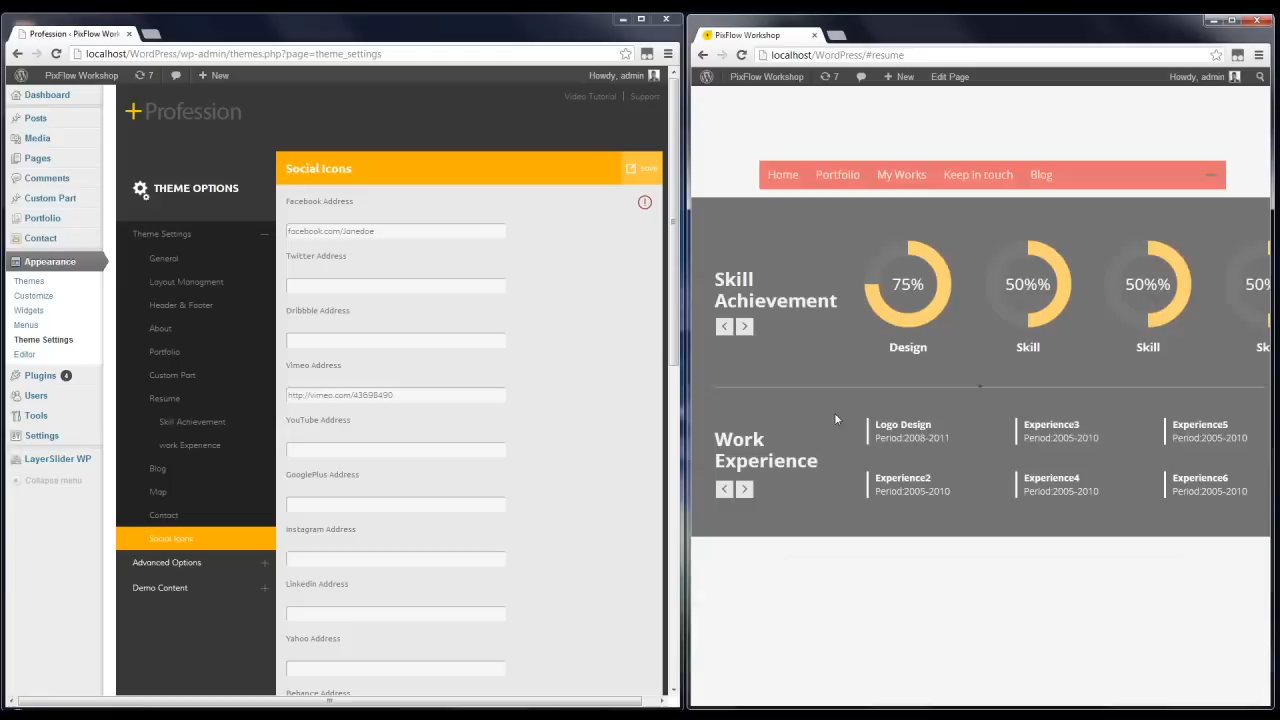 Profession ‹ PixFlow Work
localhost/WordPress/wp-admin/themes.php?page=theme_settings
PixFlow Workshop
7
New
Howdy, admin
Dashboard
Posts
Media
Pages
Comments
Custom Part
Portfolio
Contact
Appearance
Themes
Customize
Widgets
Menus
Theme Settings
Editor
Plugins 4
Users
Tools
Settings
LayerSlider WP
Collapse menu
+Profession
Video Tutorial | Support
THEME OPTIONS
Theme Settings
General
Layout Managment
Header & Footer
About
Portfolio
Custom Part
Resume
Skill Achievement
work Experience
Blog
Map
Contact
Social Icons
Advanced Options
Demo Content
Social Icons
SAVE
Facebook Address
facebook.com/Janedoe
Twitter Address
Dribbble Address
Vimeo Address
http://vimeo.com/43698490
YouTube Address
GooglePlus Address
Instagram Address
Linkedin Address
Yahoo Address
Behance Address
PixFlow Workshop
localhost/WordPress/#resume
PixFlow Workshop
7
New
Edit Page
Howdy, admin
Home
Portfolio
My Works
Keep in touch
Blog
Skill
Achievement
75%
Design
50%%
Skill
50%%
Skill
50%
Sk
Work
Experience
Logo Design
Period:2008-2011
Experience3
Period:2005-2010
Experience5
Period:2005-2010
Experience2
Period:2005-2010
Experience4
Period:2005-2010
Experience6
Period:2005-2010